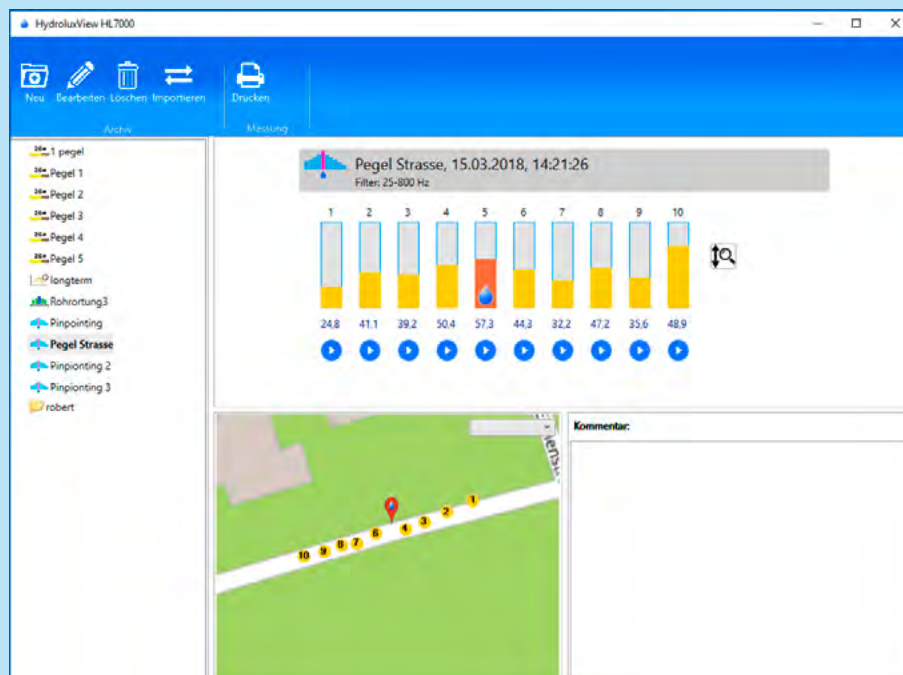 HydroluxView HL7000
Neu Bearbeiten Löschen Importieren Drucken
Archiv Messung
1 pegel
Pegel 1
Pegel 2
Pegel 3
Pegel 4
Pegel 5
longterm
Rohrortung3
Pinpointing
Pegel Strasse
Pinpionting 2
Pinpionting 3
robert
Pegel Strasse, 15.03.2018, 14:21:26
Filter: 25-800 Hz
1 2 3 4 5 6 7 8 9 10
24,8 41,1 39,2 50,4 57,3 44,3 32,2 47,2 35,6 48,9
1
2
3
4
6
7
8
9
10
Kommentar: